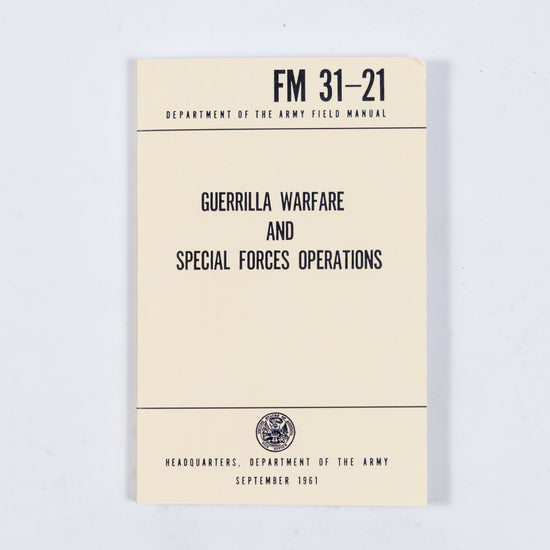 FM 31–21
DEPARTMENT OF THE ARMY FIELD MANUAL
GUERRILLA WARFARE
AND
SPECIAL FORCES OPERATIONS
HEADQUARTERS, DEPARTMENT OF THE ARMY
SEPTEMBER 1961